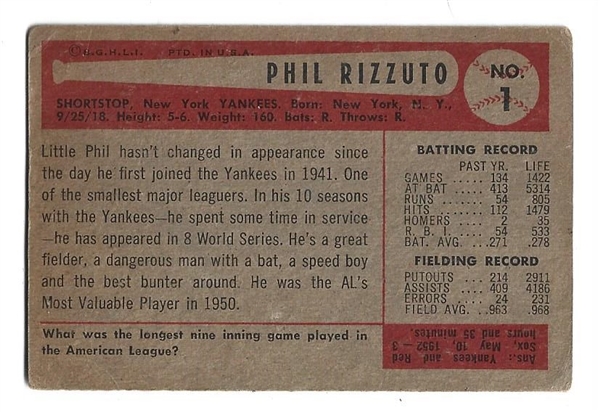 B.G.H.L.I. PTD. IN U.S.A.
PHIL RIZZUTO
NO.
1
SHORTSTOP, New York YANKEES. Born: New York, N. Y.,
9/25/18. Height: 5-6. Weight: 160. Bats: R. Throws: R.
Little Phil hasn't changed in appearance since
the day he first joined the Yankees in 1941. One
of the smallest major leaguers. In his 10 seasons
with the Yankees—he spent some time in service
—he has appeared in 8 World Series. He's a great
fielder, a dangerous man with a bat, a speed boy
and the best bunter around. He was the AL's
Most Valuable Player in 1950.
What was the longest nine inning game played in
the American League?
BATTING RECORD
PAST YR. LIFE
GAMES .... 134 1422
AT BAT .... 413 5314
RUNS ..... 54 805
HITS ...... 112 1479
HOMERS .... 2 35
R. B. I. .... 54 533
BAT. AVG. ...271 .278
FIELDING RECORD
PUTOUTS .... 214 2911
ASSISTS .... 409 4186
ERRORS .... 24 231
FIELD AVG. ...963 .968
Ans.: Yankees and Red
Sox, May 10, 1952 — 3
hours and 35 minutes.